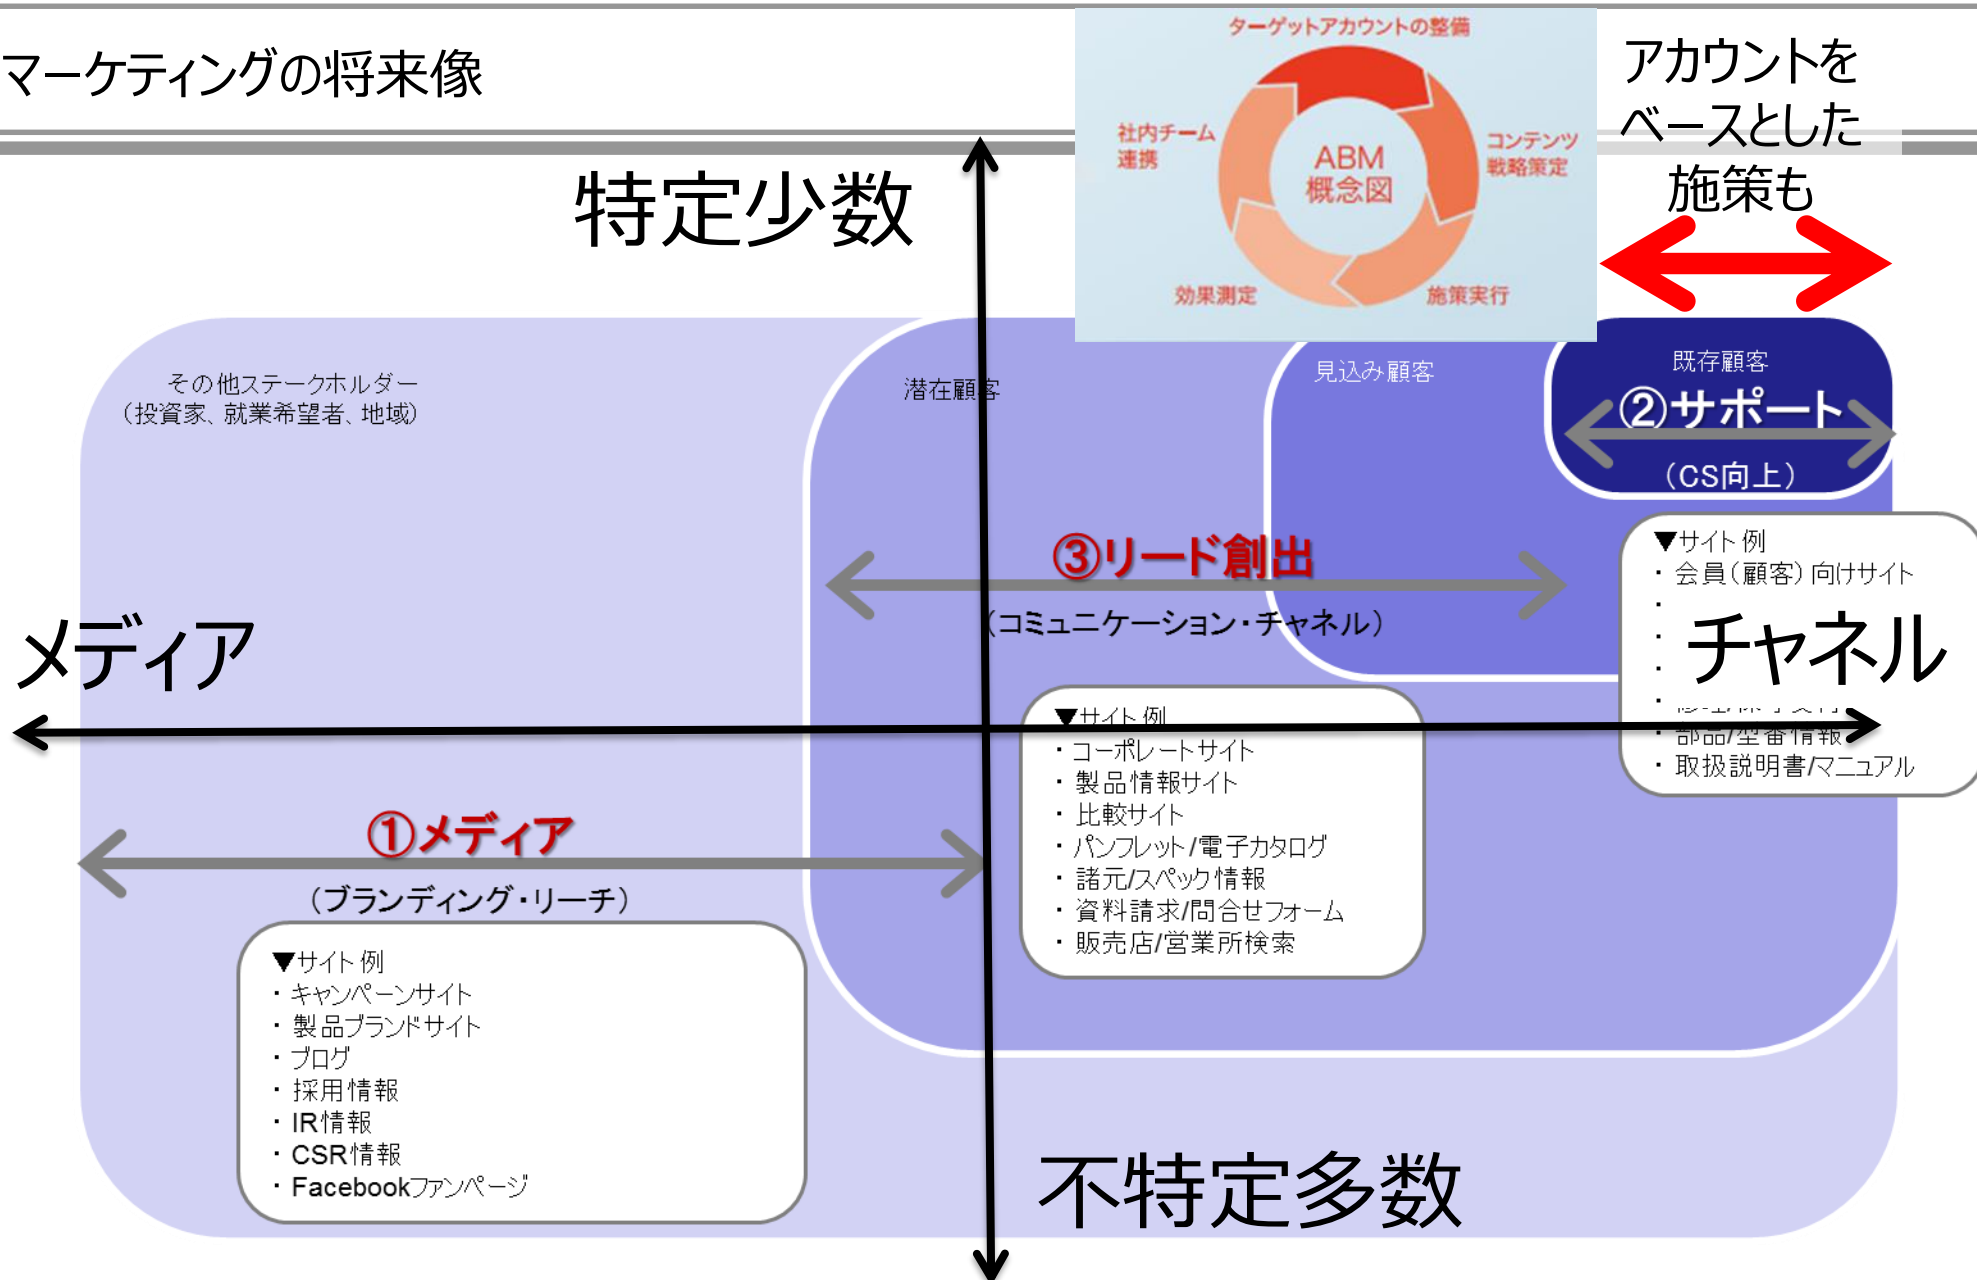 マーケティングの将来像
ターゲットアカウントの整備
社内チーム
連携
ABM
概念図
コンテンツ
戦略策定
効果測定
施策実行
アカウントを
ベースとした
施策も
特定少数
その他ステークホルダー
（投資家、就業希望者、地域）
潜在顧客
見込み顧客
既存顧客
②サポート
（CS向上）
③リード創出
（コミュニケーション・チャネル）
▼サイト例
・会員（顧客）向けサイト
・
・
・
・部品/型番情報
・取扱説明書/マニュアル
メディア
チャネル
▼サイト例
・コーポレートサイト
・製品情報サイト
・比較サイト
・パンフレット/電子カタログ
・諸元/スペック情報
・資料請求/問合せフォーム
・販売店/営業所検索
①メディア
（ブランディング・リーチ）
▼サイト例
・キャンペーンサイト
・製品ブランドサイト
・ブログ
・採用情報
・IR情報
・CSR情報
・Facebookファンページ
不特定多数